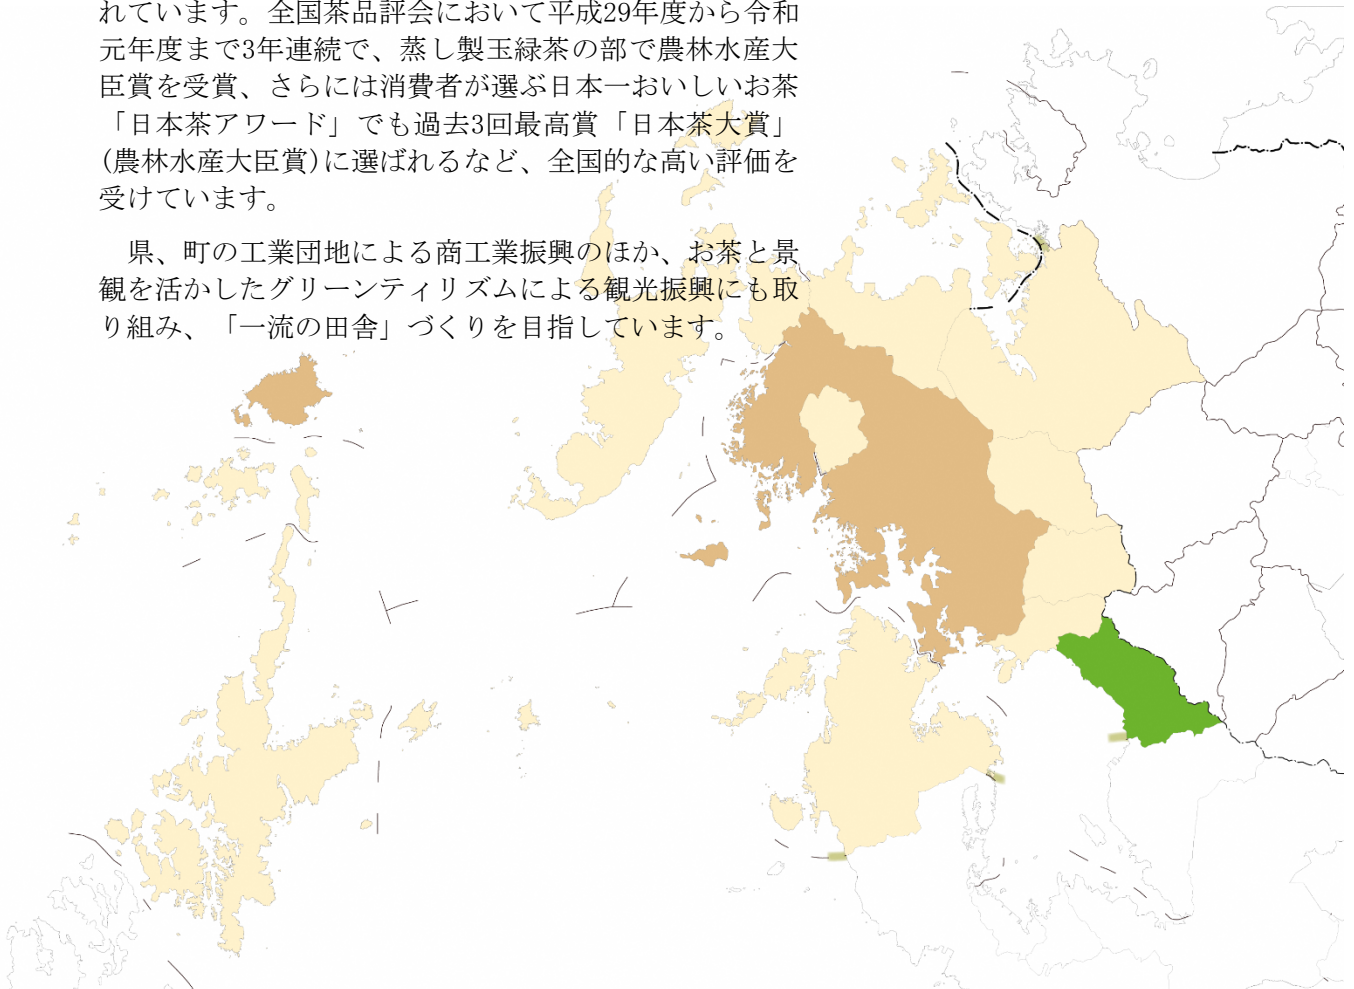 れています。全国茶品評会において平成29年度から令和
元年度まで3年連続で、蒸し製玉緑茶の部で農林水産大
臣賞を受賞、さらには消費者が選ぶ日本一おいしいお茶
「日本茶アワード」でも過去3回最高賞「日本茶大賞」
(農林水産大臣賞)に選ばれるなど、全国的な高い評価を
受けています。
県、町の工業団地による商工業振興のほか、お茶と景
観を活かしたグリーンティリズムによる観光振興にも取
り組み、「一流の田舎」づくりを目指しています。